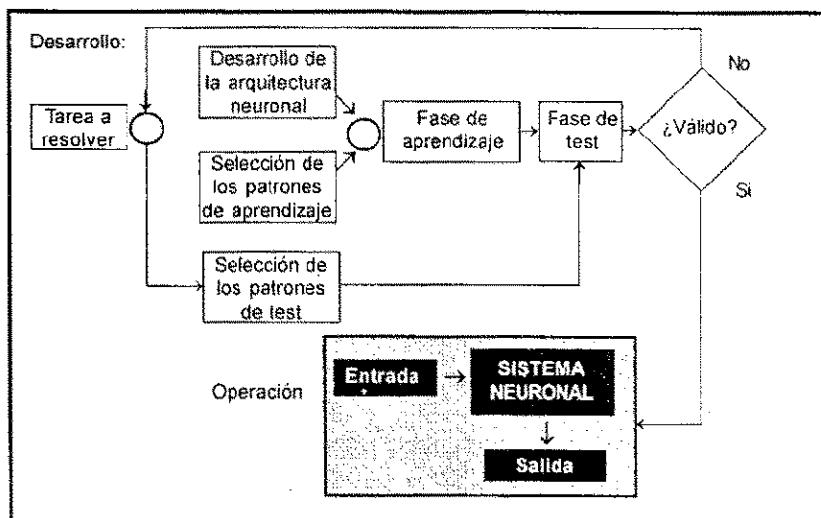 Desarrollo:
Desarrollo de
la arquitectura
neuronal
No
Tarea a
resolver
Fase de
aprendizaje
Fase de
test
¿Válido?
Selección de
los patrones
de aprendizaje
Si
Selección de
los patrones
de test
Operación
Entrada
SISTEMA
NEURONAL
Salida